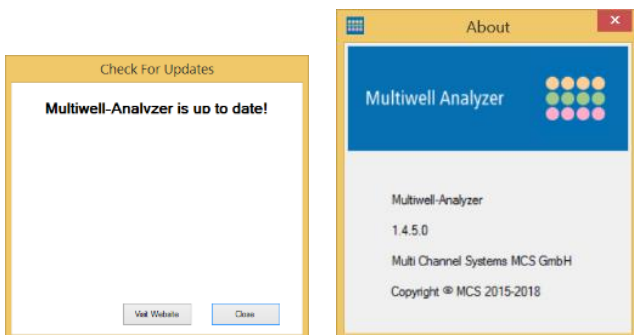 Check For Updates
Multiwell-Analyzer is up to date!
Visit Website
Close
About
Multiwell Analyzer
Multiwell-Analyzer
1.4.5.0
Multi Channel Systems MCS GmbH
Copyright © MCS 2015-2018